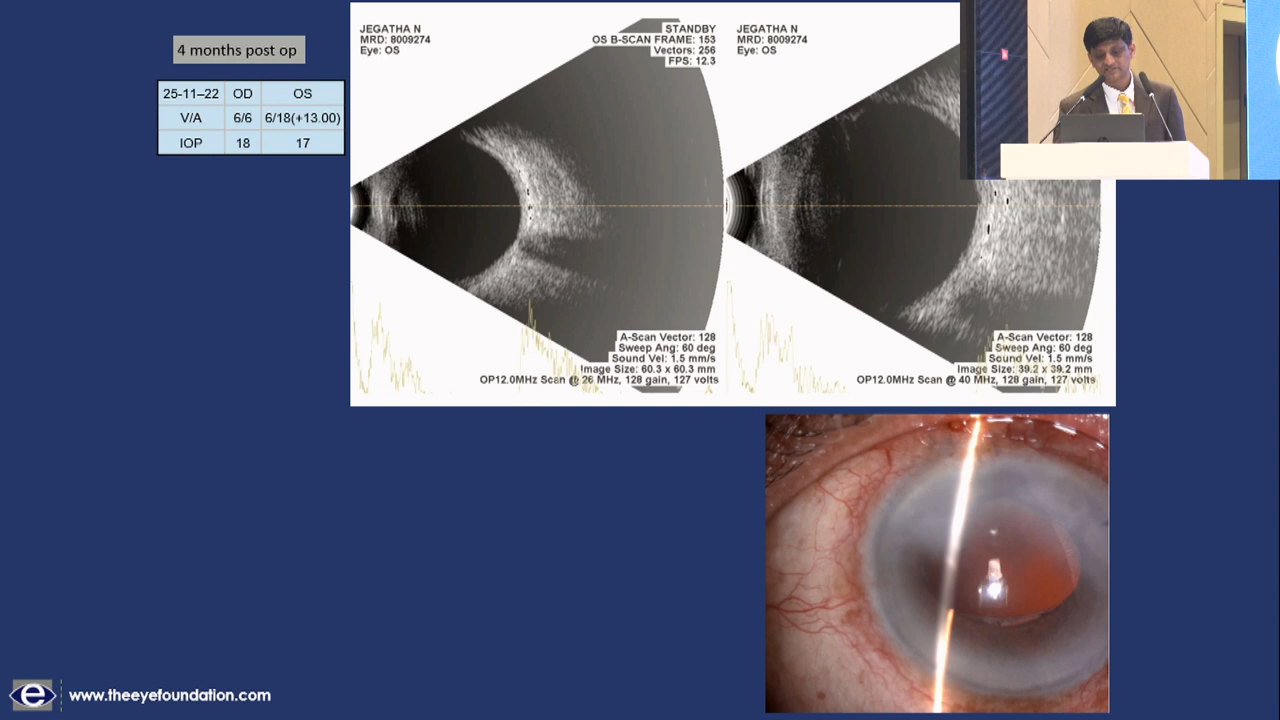 4 months post op
25-11–22 OD OS
V/A 6/6 6/18(+13.00)
IOP 18 17
JEGATHA N
MRD: 8009274
Eye: OS
STANDBY
OS B-SCAN FRAME: 153
Vectors: 256
FPS: 12.3
A-Scan Vector: 128
Sweep Ang: 60 deg
Sound Vel: 1.5 mm/s
Image Size: 60.3 x 60.3 mm
OP12.0MHz Scan @ 26 MHz, 128 gain, 127 volts
JEGATHA N
MRD: 8009274
Eye: OS
A-Scan Vector: 128
Sweep Ang: 60 deg
Sound Vel: 1.5 mm/s
Image Size: 39.2 x 39.2 mm
OP12.0MHz Scan @ 40 MHz, 128 gain, 127 volts
e www.theeyefoundation.com